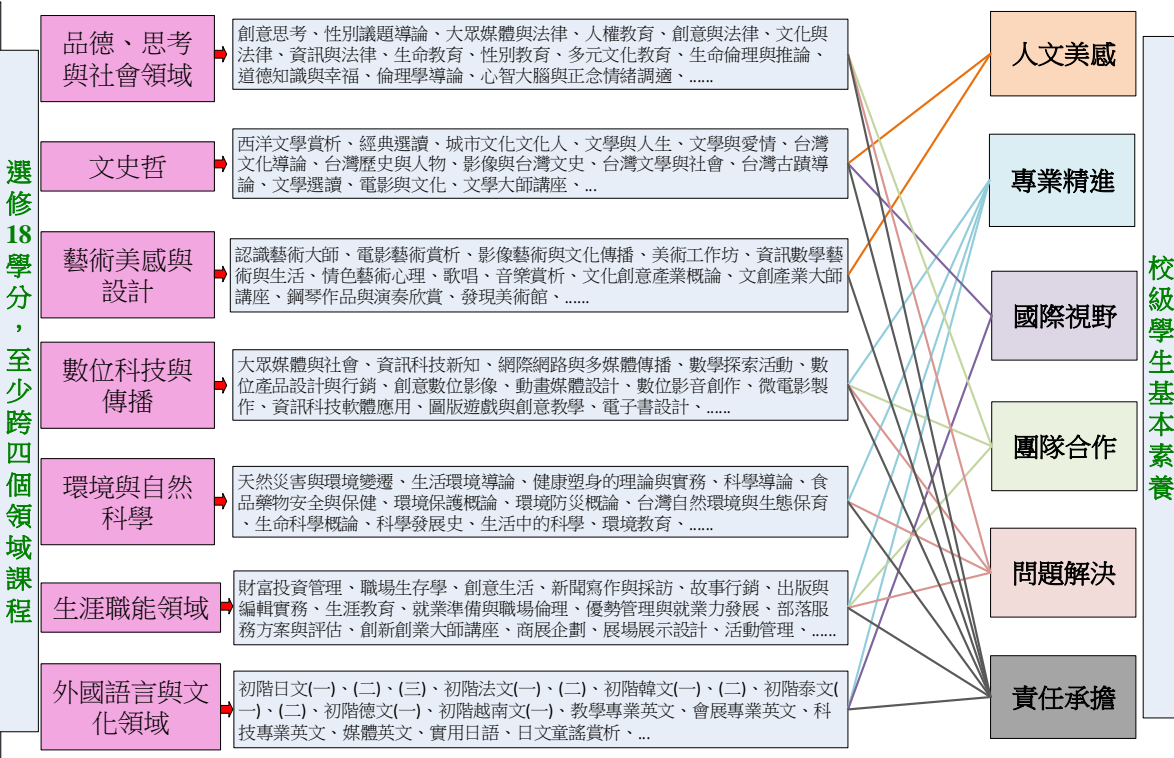 選修18學分，至少跨四個領域課程
品德、思考
與社會領域
創意思考、性別議題導論、大眾媒體與法律、人權教育、創意與法律、文化與
法律、資訊與法律、生命教育、性別教育、多元文化教育、生命倫理與推論、
道德知識與幸福、倫理學導論、心智大腦與正念情緒調適、......
文史哲
西洋文學賞析、經典選讀、城市文化文化人、文學與人生、文學與愛情、台灣
文化導論、台灣歷史與人物、影像與台灣文史、台灣文學與社會、台灣古蹟導
論、文學選讀、電影與文化、文學大師講座、...
藝術美感與
設計
認識藝術大師、電影藝術賞析、影像藝術與文化傳播、美術工作坊、資訊數學藝
術與生活、情色藝術心理、歌唱、音樂賞析、文化創意產業概論、文創產業大師
講座、鋼琴作品與演奏欣賞、發現美術館、......
數位科技與
傳播
大眾媒體與社會、資訊科技新知、網際網路與多媒體傳播、數學探索活動、數
位產品設計與行銷、創意數位影像、動畫媒體設計、數位影音創作、微電影製
作、資訊科技軟體應用、圖版遊戲與創意教學、電子書設計、......
環境與自然
科學
天然災害與環境變遷、生活環境導論、健康塑身的理論與實務、科學導論、食
品藥物安全與保健、環境保護概論、環境防災概論、台灣自然環境與生態保育
、生命科學概論、科學發展史、生活中的科學、環境教育、......
生涯職能領域
財富投資管理、職場生存學、創意生活、新聞寫作與採訪、故事行銷、出版與
編輯實務、生涯教育、就業準備與職場倫理、優勢管理與就業力發展、部落服
務方案與評估、創新創業大師講座、商展企劃、展場展示設計、活動管理、......
外國語言與文
化領域
初階日文(一)、(二)、(三)、初階法文(一)、(二)、初階韓文(一)、(二)、初階泰文(
一)、(二)、初階德文(一)、初階越南文(一)、教學專業英文、會展專業英文、科
技專業英文、媒體英文、實用日語、日文童謠賞析、...
人文美感
專業精進
國際視野
團隊合作
問題解決
責任承擔
校級學生基本素養